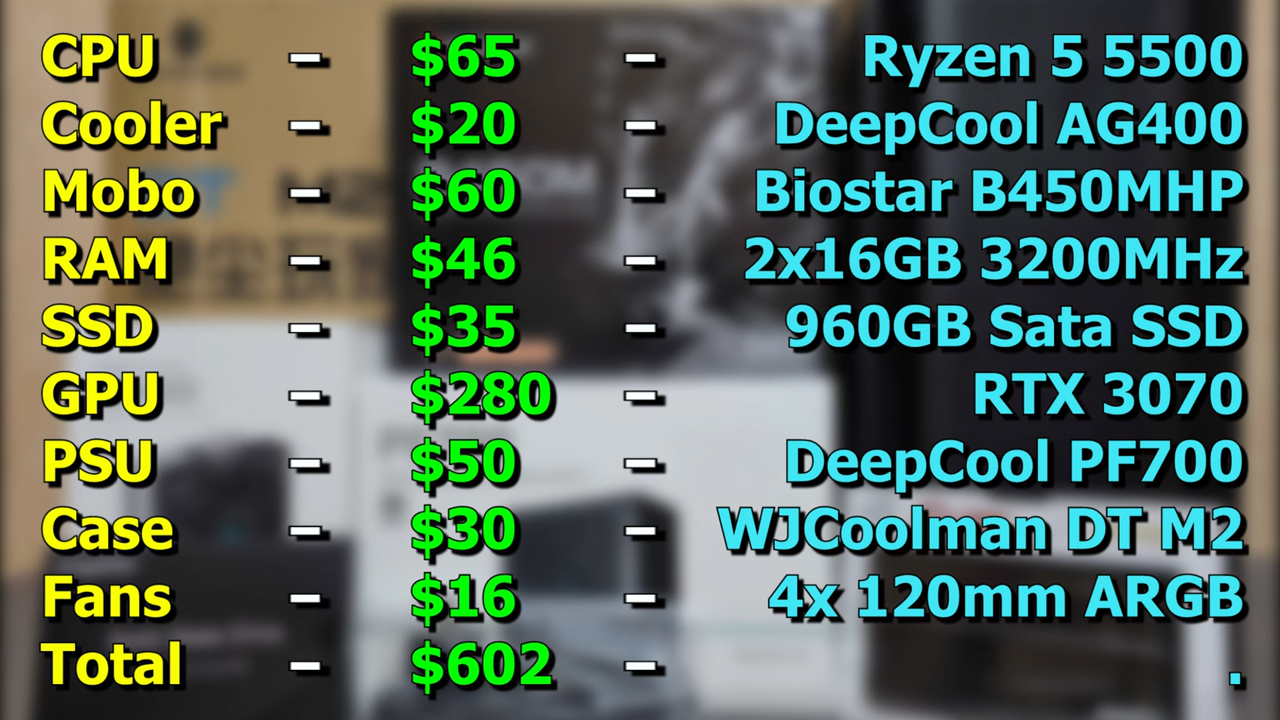 CPU - $65 - Ryzen 5 5500
Cooler - $20 - DeepCool AG400
Mobo - $60 - Biostar B450MHP
RAM - $46 - 2x16GB 3200MHz
SSD - $35 - 960GB Sata SSD
GPU - $280 - RTX 3070
PSU - $50 - DeepCool PF700
Case - $30 - WJCoolman DT M2
Fans - $16 - 4x 120mm ARGB
Total - $602 - .